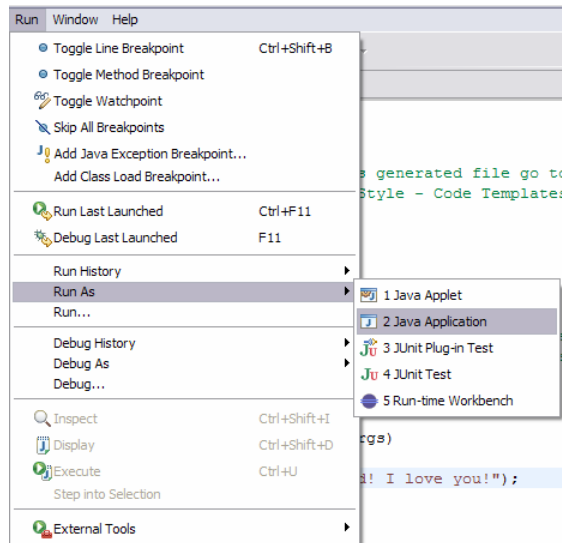 Run Window Help
Toggle Line Breakpoint Ctrl+Shift+B
Toggle Method Breakpoint
Toggle Watchpoint
Skip All Breakpoints
Add Java Exception Breakpoint...
Add Class Load Breakpoint...
generated file go to
Style - Code Templates
Run Last Launched Ctrl+F11
Debug Last Launched F11
Run History
Run As
Run...
1 Java Applet
2 Java Application
3 JUnit Plug-in Test
4 JUnit Test
5 Run-time Workbench
Debug History
Debug As
Debug...
Inspect Ctrl+Shift+I
Display Ctrl+Shift+D
rgs)
Execute Ctrl+U
! I love you!");
Step into Selection
External Tools